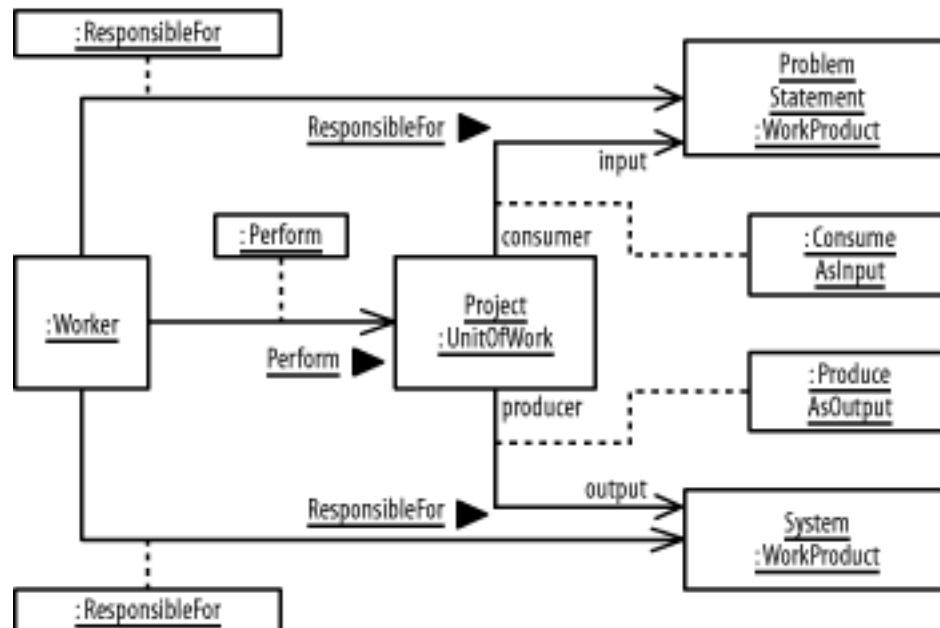 :ResponsibleFor
Problem
Statement
:WorkProduct
ResponsibleFor
input
:Perform
consumer
:Consume
AsInput
:Worker
Project
:UnitOfWork
Perform
:Produce
AsOutput
producer
output
ResponsibleFor
System
:WorkProduct
:ResponsibleFor